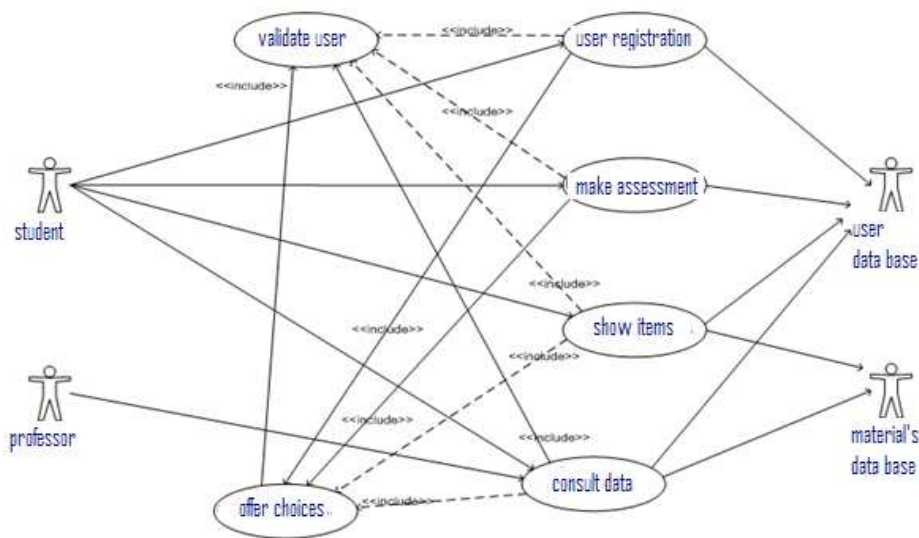 validate user
<<include>>
user registration
<<include>>
<<include>>
make assessment
student
user
data base
<<include>>
show items
<<include>>
<<include>>
professor
<<include>>
material's
data base
<<include>>
consult data
<<include>>
offer choices